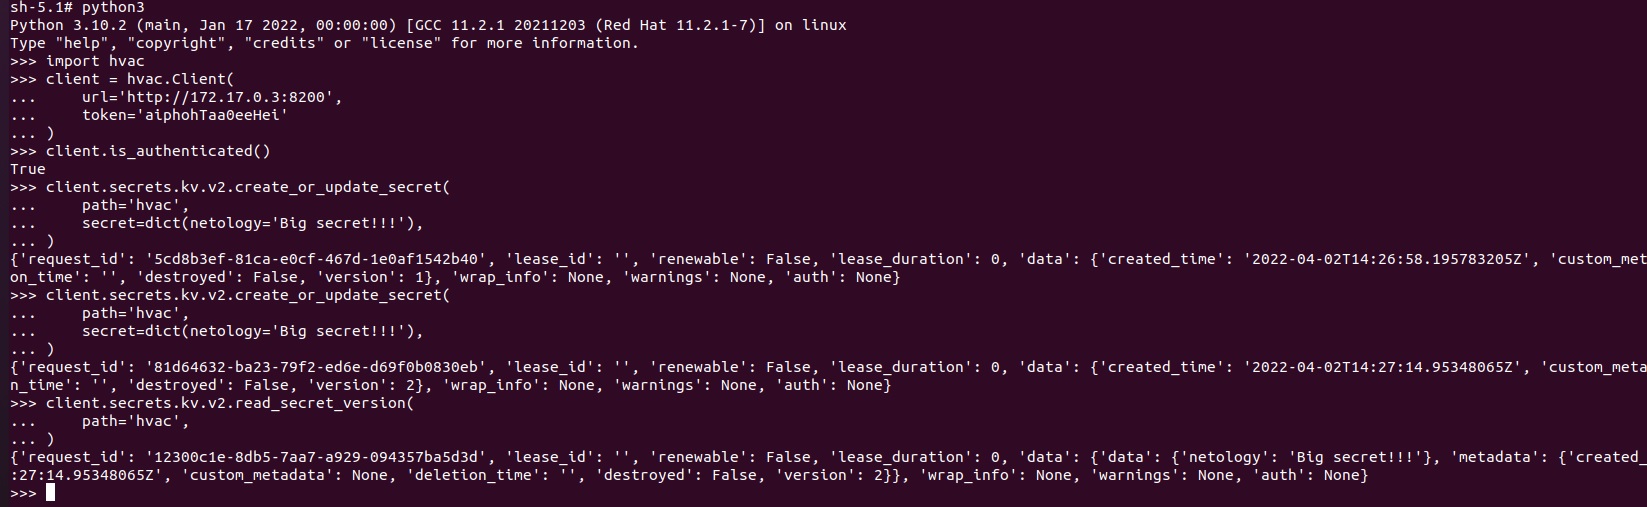 sh-5.1# python3
Python 3.10.2 (main, Jan 17 2022, 00:00:00) [GCC 11.2.1 20211203 (Red Hat 11.2.1-7)] on linux
Type "help", "copyright", "credits" or "license" for more information.
>>> import hvac
>>> client = hvac.Client(
...     url='http://172.17.0.3:8200',
...     token='aiphohTaa0eeHei'
... )
>>> client.is_authenticated()
True
>>> client.secrets.kv.v2.create_or_update_secret(
...     path='hvac',
...     secret=dict(netology='Big secret!!!'),
... )
{'request_id': '5cd8b3ef-81ca-e0cf-467d-1e0af1542b40', 'lease_id': '', 'renewable': False, 'lease_duration': 0, 'data': {'created_time': '2022-04-02T14:26:58.195783205Z', 'custom_met
on_time': '', 'destroyed': False, 'version': 1}, 'wrap_info': None, 'warnings': None, 'auth': None}
>>> client.secrets.kv.v2.create_or_update_secret(
...     path='hvac',
...     secret=dict(netology='Big secret!!!'),
... )
{'request_id': '81d64632-ba23-79f2-ed6e-d69f0b0830eb', 'lease_id': '', 'renewable': False, 'lease_duration': 0, 'data': {'created_time': '2022-04-02T14:27:14.95348065Z', 'custom_meta
n_time': '', 'destroyed': False, 'version': 2}, 'wrap_info': None, 'warnings': None, 'auth': None}
>>> client.secrets.kv.v2.read_secret_version(
...     path='hvac',
... )
{'request_id': '12300c1e-8db5-7aa7-a929-094357ba5d3d', 'lease_id': '', 'renewable': False, 'lease_duration': 0, 'data': {'data': {'netology': 'Big secret!!!'}, 'metadata': {'created_
:27:14.95348065Z', 'custom_metadata': None, 'deletion_time': '', 'destroyed': False, 'version': 2}}, 'wrap_info': None, 'warnings': None, 'auth': None}
>>>